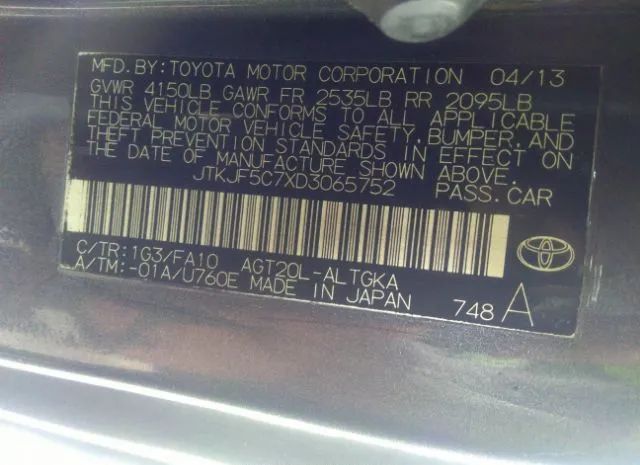 MFD.BY:TOYOTA MOTOR CORPORATION 04/13
GVWR 4150LB GAWR FR 2535LB RR 2095LB
THIS VEHICLE CONFORMS TO ALL APPLICABLE
FEDERAL MOTOR VEHICLE SAFETY,BUMPER,AND
THEFT PREVENTION STANDARDS IN EFFECT ON
THE DATE OF MANUFACTURE SHOWN ABOVE.
JTKJF5C7XD3065752 PASS.CAR
C/TR:1G3/FA10 AGT20L-ALTGKA
A/TM:-01A/U760E MADE IN JAPAN 748 A